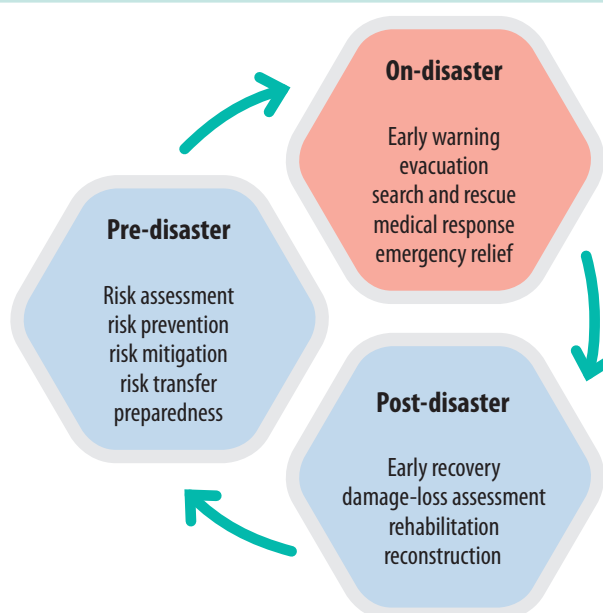 On-disaster
Early warning
evacuation
search and rescue
medical response
emergency relief
Pre-disaster
Risk assessment
risk prevention
risk mitigation
risk transfer
preparedness
Post-disaster
Early recovery
damage-loss assessment
rehabilitation
reconstruction